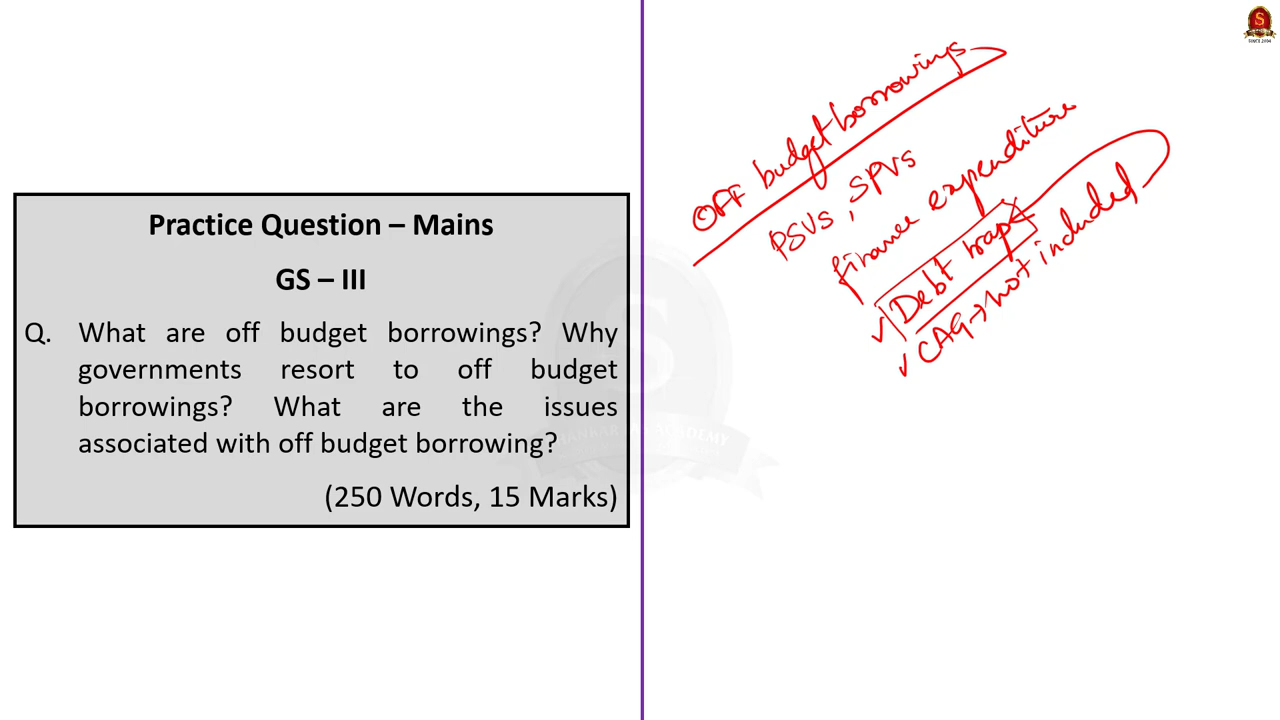 Practice Question – Mains
GS – III
Q. What are off budget borrowings? Why
governments resort to off budget
borrowings? What are the issues
associated with off budget borrowing?
(250 Words, 15 Marks)
OFF budget borrowings
PSUs, SPVs
finance expenditure
✓ Debt trap
✓ CAG → not included
S
SINCE 2004